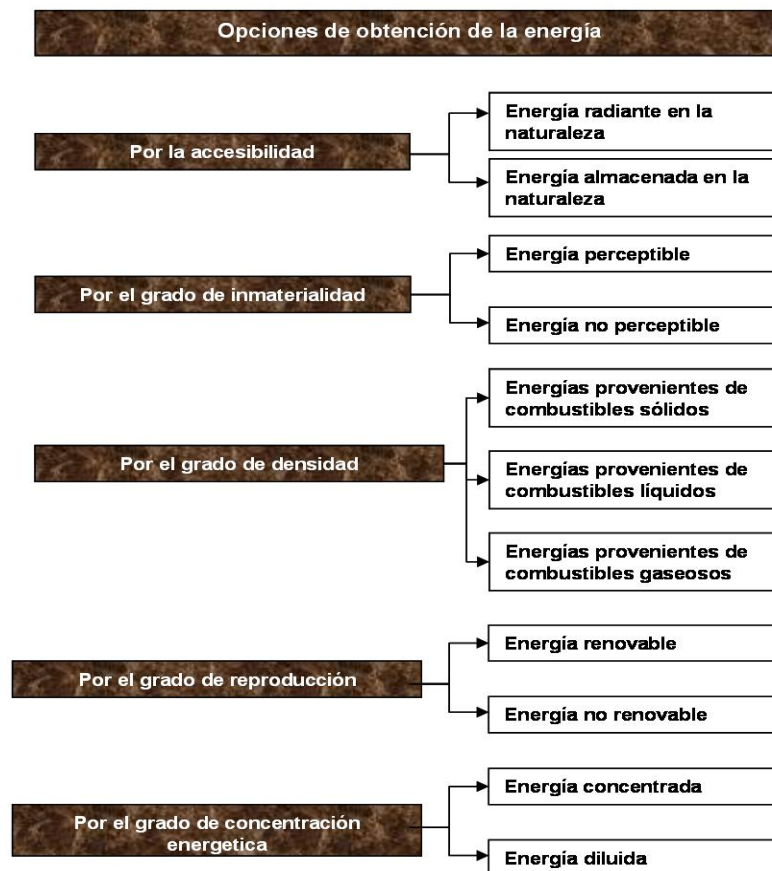 Opciones de obtención de la energía
Por la accesibilidad
Energía radiante en la
naturaleza
Energía almacenada en la
naturaleza
Por el grado de inmaterialidad
Energía perceptible
Energía no perceptible
Por el grado de densidad
Energías provenientes de
combustibles sólidos
Energías provenientes de
combustibles líquidos
Energías provenientes de
combustibles gaseosos
Por el grado de reproducción
Energía renovable
Energía no renovable
Por el grado de concentración
energetica
Energía concentrada
Energía diluida